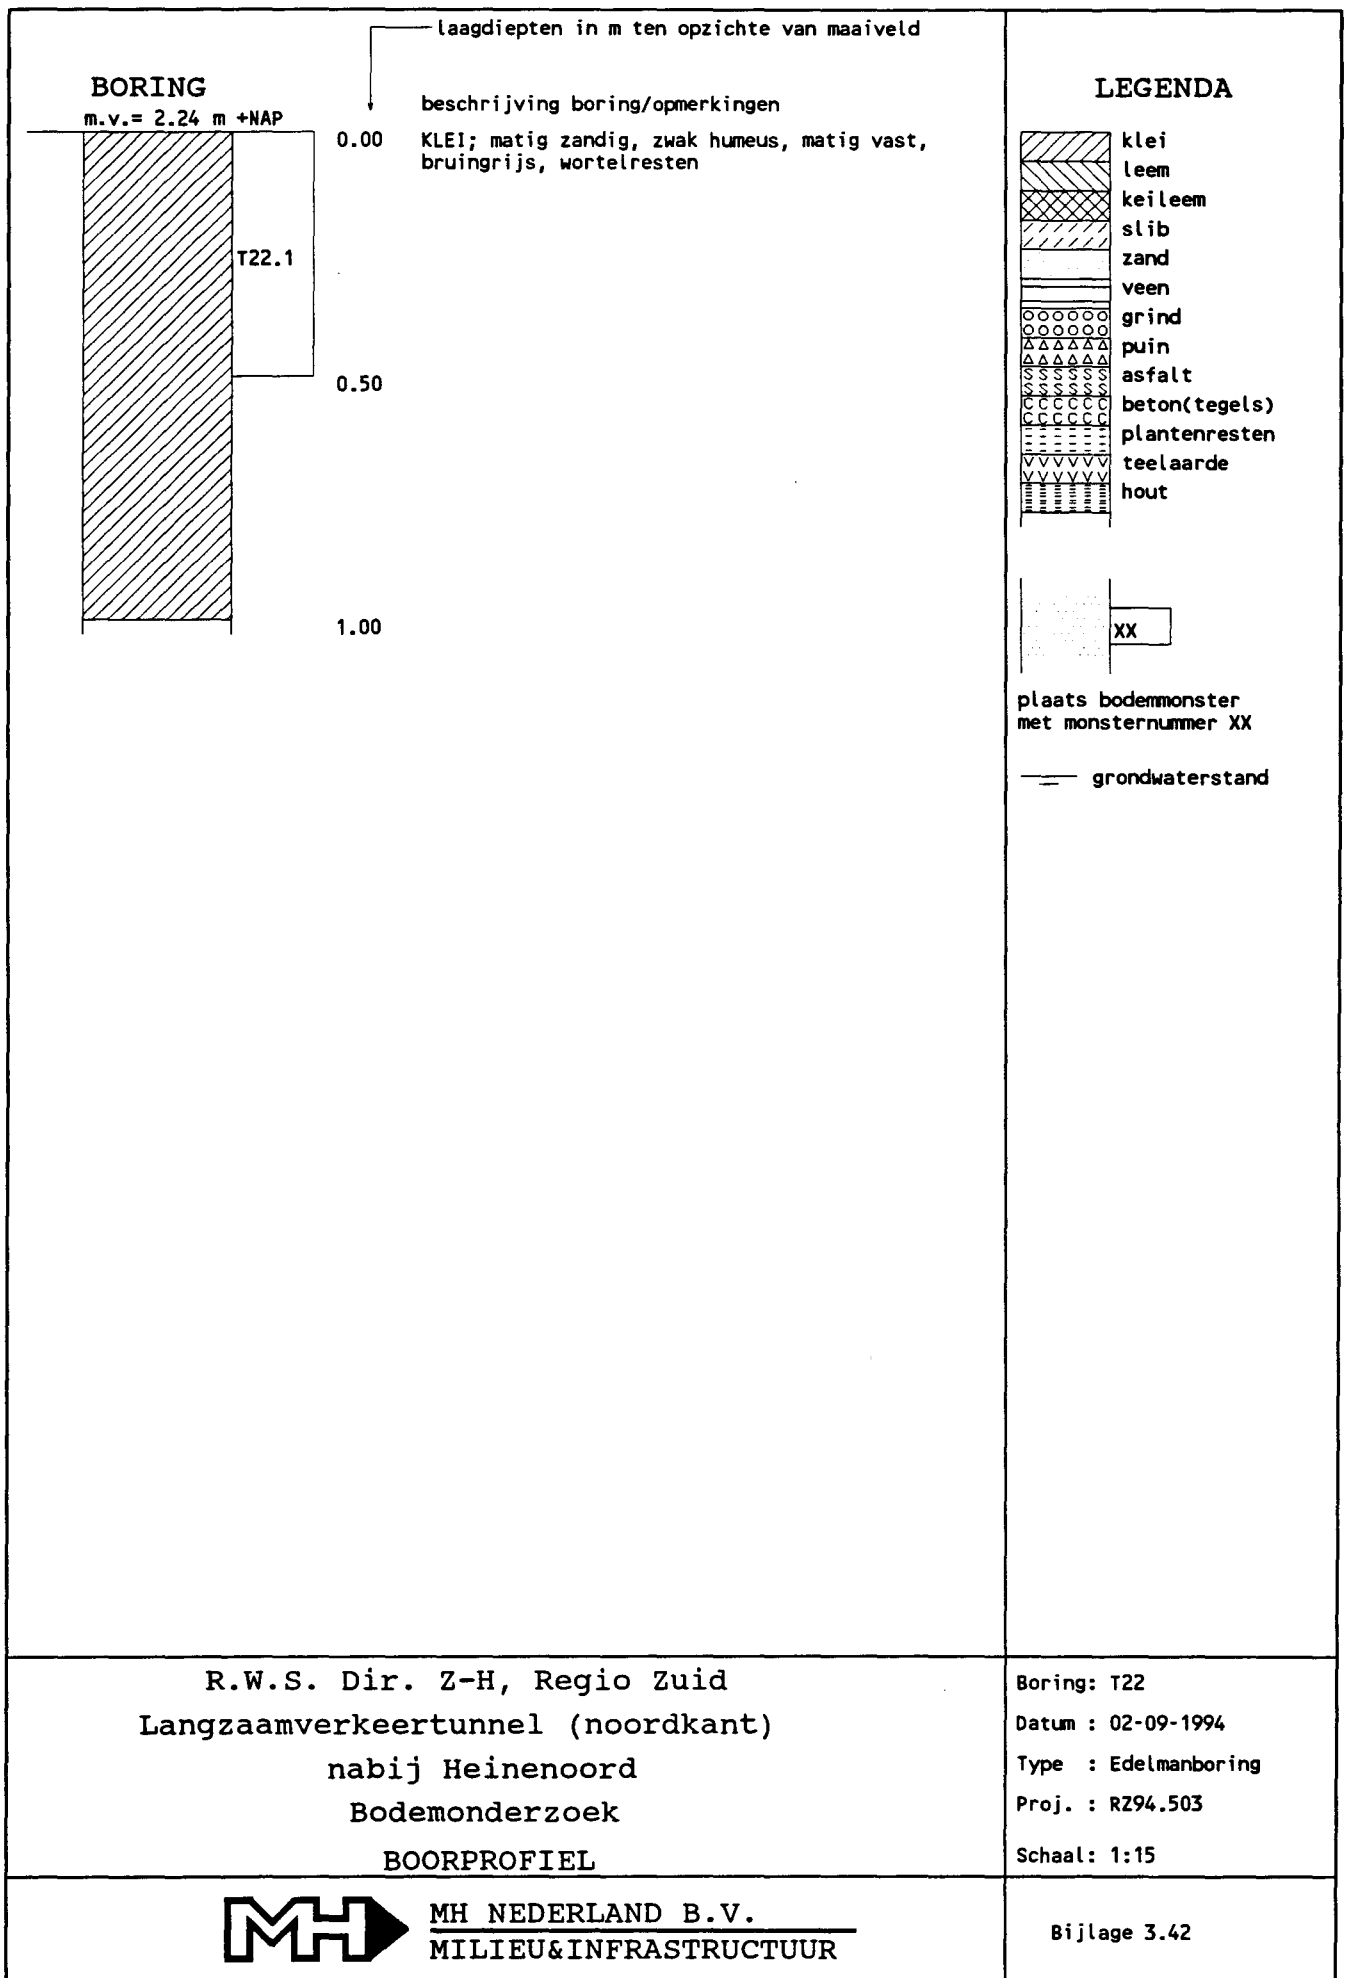 laagdiepten in m ten opzichte van maaiveld
BORING
m.v.= 2.24 m +NAP
beschrijving boring/opmerkingen
0.00 KLEI; matig zandig, zwak humeus, matig vast,
bruingrijs, wortelresten
T22.1
0.50
1.00
LEGENDA
klei
leem
keileem
slib
zand
veen
grind
puin
asfalt
beton(tegels)
plantenresten
teelaarde
hout
XX
plaats bodemmonster
met monsternummer XX
grondwaterstand
R.W.S. Dir. Z-H, Regio Zuid
Langzaamverkeertunnel (noordkant)
nabij Heinenoord
Bodemonderzoek
BOORPROFIEL
Boring: T22
Datum : 02-09-1994
Type : Edelmanboring
Proj. : RZ94.503
Schaal: 1:15
MH
MH NEDERLAND B.V.
MILIEU&INFRASTRUCTUUR
Bijlage 3.42